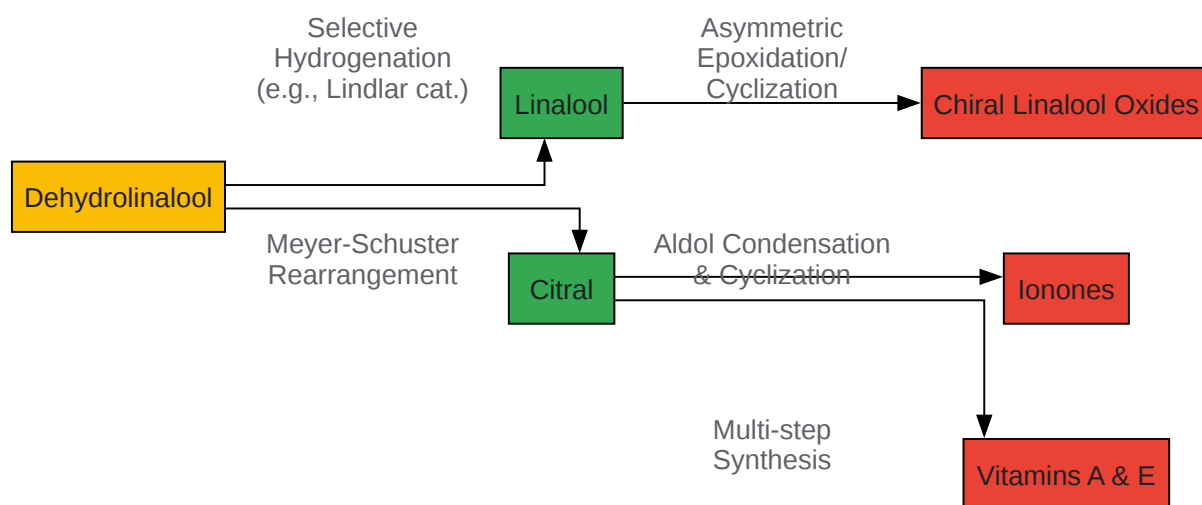 Selective
Hydrogenation
(e.g., Lindlar cat.)
Asymmetric
Epoxidation/
Cyclization
Linalool
Chiral Linalool Oxides
Dehydrolinalool
Meyer-Schuster
Rearrangement
Aldol Condensation
& Cyclization
Citral
Ionones
Multi-step
Synthesis
Vitamins A & E